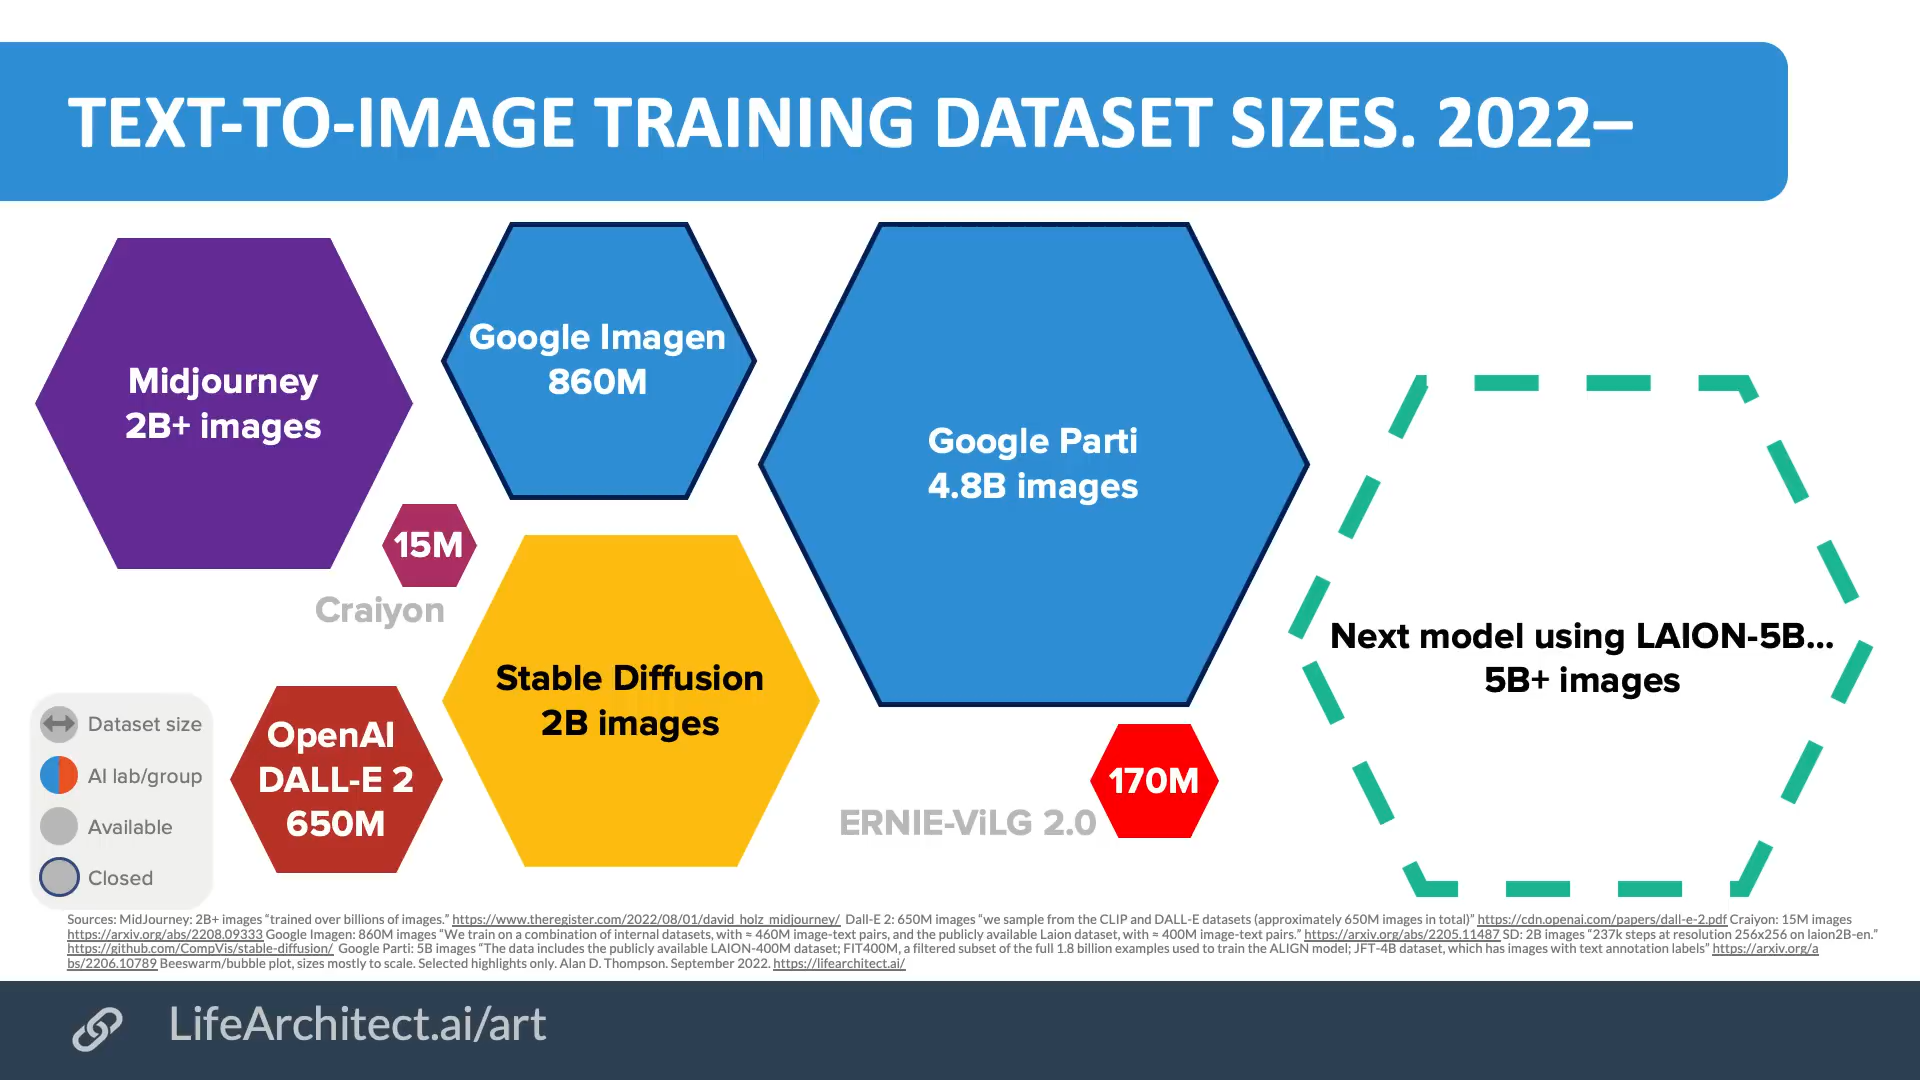 TEXT-TO-IMAGE TRAINING DATASET SIZES. 2022–
Midjourney
2B+ images
Google Imagen
860M
Google Parti
4.8B images
15M
Craiyon
Stable Diffusion
2B images
Next model using LAION-5B...
5B+ images
OpenAI
DALL-E 2
650M
170M
ERNIE-ViLG 2.0
Dataset size
AI lab/group
Available
Closed
Sources: MidJourney: 2B+ images “trained over billions of images.” https://www.theregister.com/2022/08/01/david_holz_midjourney/ Dall-E 2: 650M images “we sample from the CLIP and DALL-E datasets (approximately 650M images in total)” https://cdn.openai.com/papers/dall-e-2.pdf Craiyon: 15M images
https://arxiv.org/abs/2208.09333 Google Imagen: 860M images “We train on a combination of internal datasets, with ≈ 460M image-text pairs, and the publicly available Laion dataset, with ≈ 400M image-text pairs.” https://arxiv.org/abs/2205.11487 SD: 2B images “237k steps at resolution 256x256 on laion2B-en.”
https://github.com/CompVis/stable-diffusion/ Google Parti: 5B images “The data includes the publicly available LAION-400M dataset; FIT400M, a filtered subset of the full 1.8 billion examples used to train the ALIGN model; JFT-4B dataset, which has images with text annotation labels” https://arxiv.org/a
bs/2206.10789 Beeswarm/bubble plot, sizes mostly to scale. Selected highlights only. Alan D. Thompson. September 2022. https://lifearchitect.ai/
LifeArchitect.ai/art